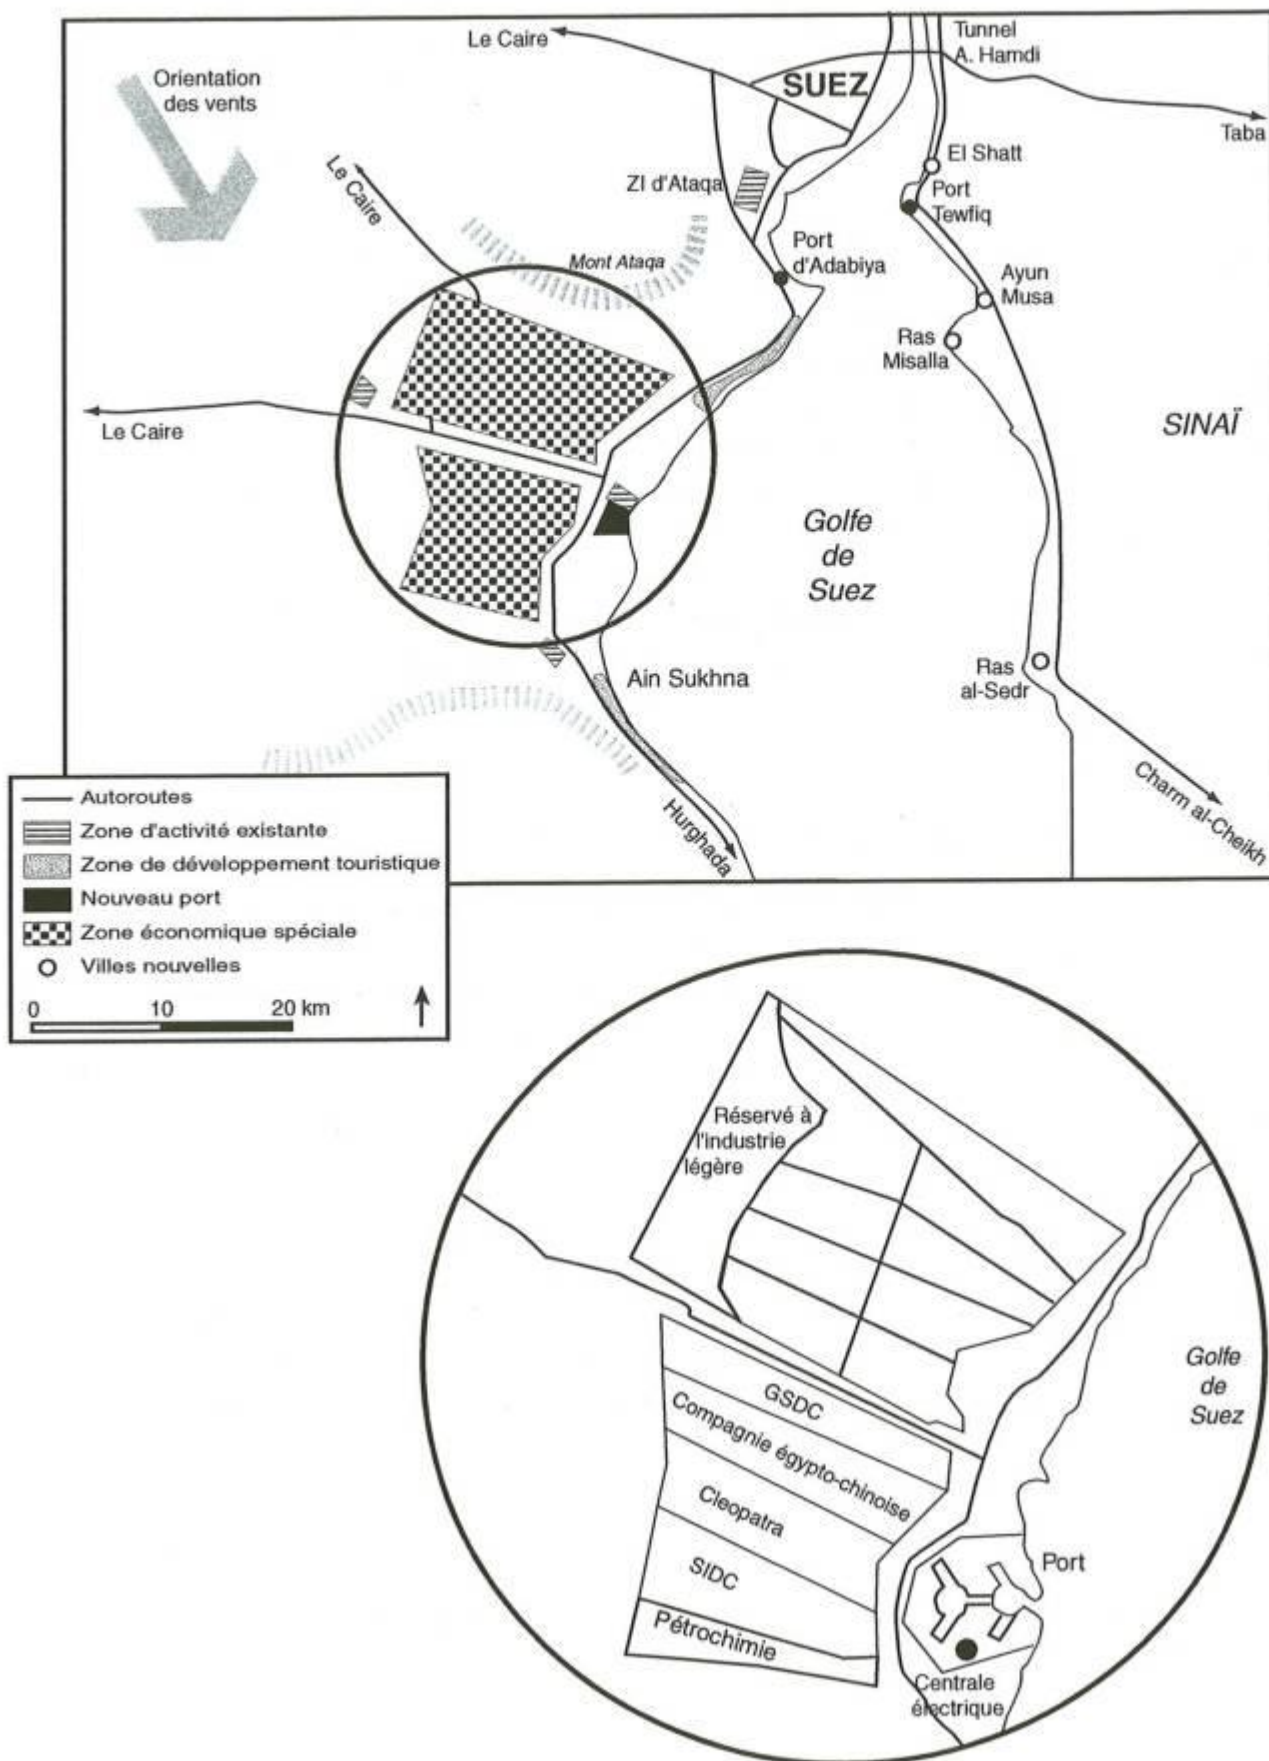 Le Caire
Tunnel
A. Hamdi
Orientation
des vents
SUEZ
Taba
El Shatt
Le Caire
ZI d'Ataqa
Port
Tewfiq
Mont Ataqa
Port
d'Adabiya
Ayun
Musa
Ras
Misalla
Le Caire
SINAÏ
Golfe
de
Suez
Ras
al-Sedr
Ain Sukhna
Charm al-Cheikh
Hurghada
Autoroutes
Zone d'activité existante
Zone de développement touristique
Nouveau port
Zone économique spéciale
Villes nouvelles
0 10 20 km
Réservé à
l'industrie
légère
Golfe
de
Suez
GSDC
Compagnie égypto-chinoise
Cleopatra
SIDC
Port
Pétrochimie
Centrale
électrique